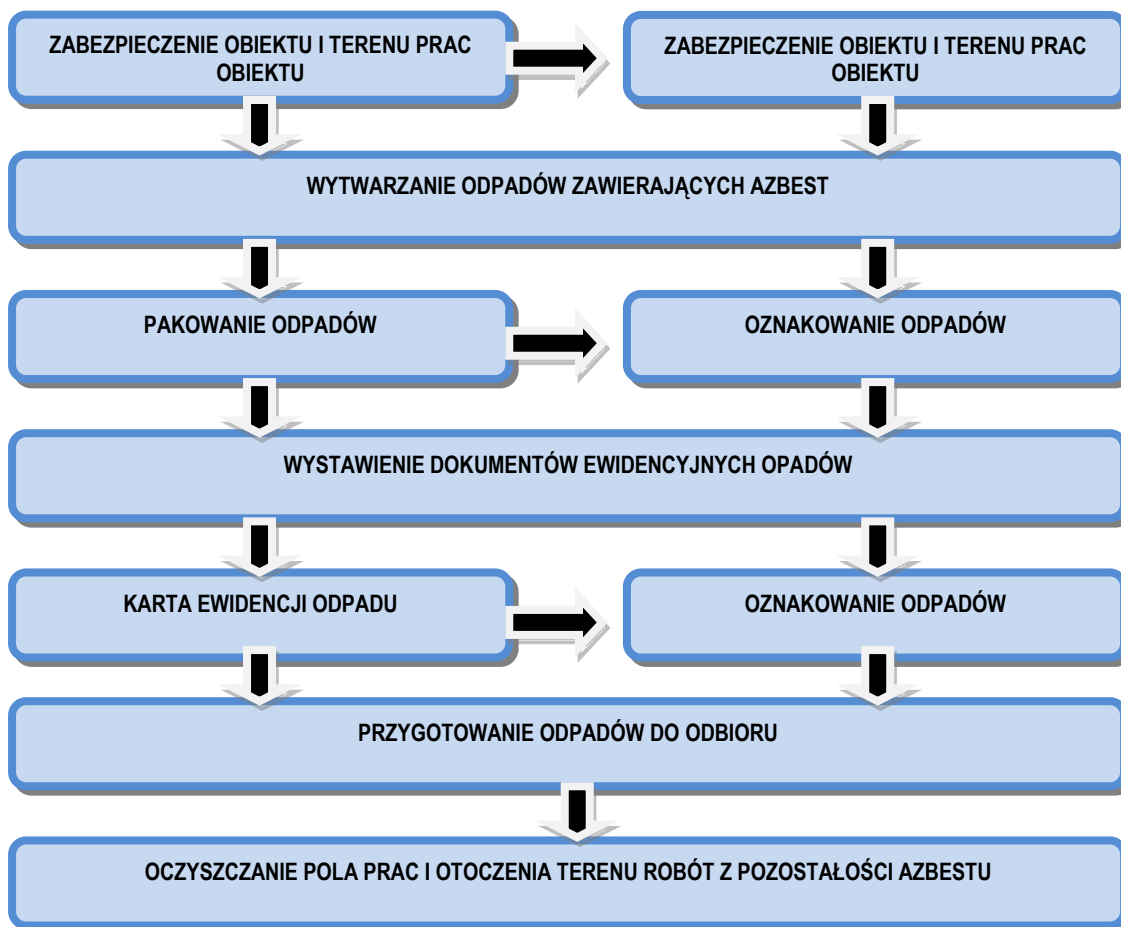 ZABEZPIECZENIE OBIEKTU I TERENU PRAC
OBIEKTU
ZABEZPIECZENIE OBIEKTU I TERENU PRAC
OBIEKTU
WYTWARZANIE ODPADÓW ZAWIERAJĄCYCH AZBEST
PAKOWANIE ODPADÓW
OZNAKOWANIE ODPADÓW
WYSTAWIENIE DOKUMENTÓW EWIDENCYJNYCH OPADÓW
KARTA EWIDENCJI ODPADU
OZNAKOWANIE ODPADÓW
PRZYGOTOWANIE ODPADÓW DO ODBIORU
OCZYSZCZANIE POLA PRAC I OTOCZENIA TERENU ROBÓT Z POZOSTAŁOŚCI AZBESTU